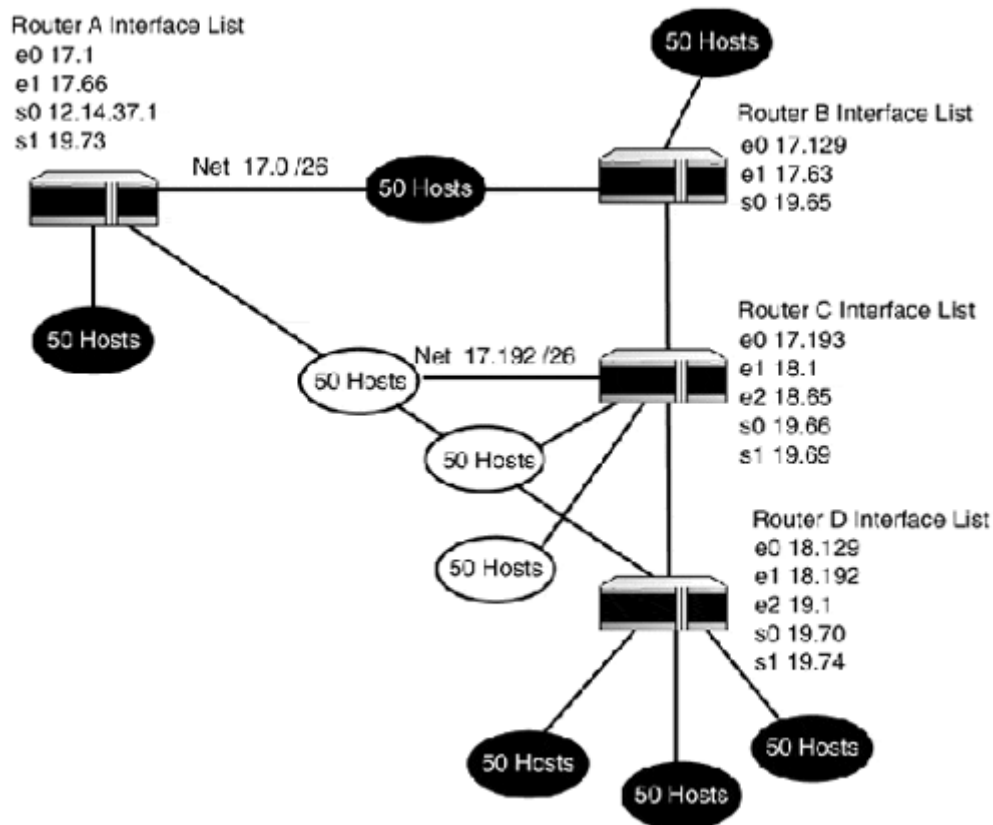 Router A Interface List
e0 17.1
e1 17.66
s0 12.14.37.1
s1 19.73
50 Hosts
Router B Interface List
e0 17.129
e1 17.63
s0 19.65
Net 17.0 /26
50 Hosts
50 Hosts
Router C Interface List
e0 17.193
e1 18.1
e2 18.65
s0 19.66
s1 19.69
Net 17.192 /26
50 Hosts
50 Hosts
50 Hosts
Router D Interface List
e0 18.129
e1 18.192
e2 19.1
s0 19.70
s1 19.74
50 Hosts
50 Hosts
50 Hosts